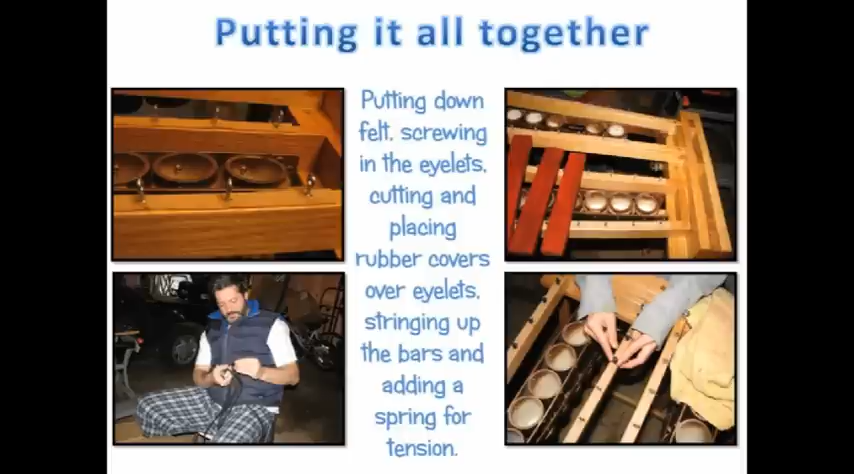 Putting it all together
Putting down
felt, screwing
in the eyelets,
cutting and
placing
rubber covers
over eyelets,
stringing up
the bars and
adding a
spring for
tension.